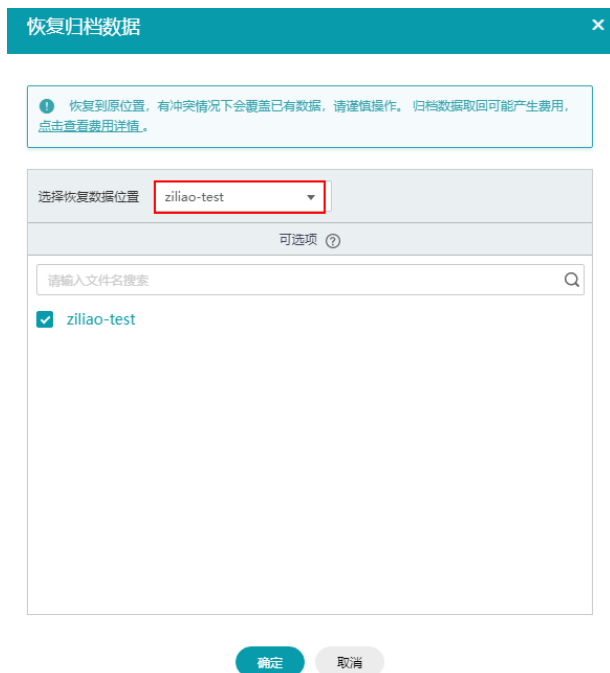 恢复归档数据
恢复到原位置，有冲突情况下会覆盖已有数据，请谨慎操作。 归档数据取回可能产生费用，
点击查看费用详情 。
选择恢复数据位置 ziliao-test
可选项
请输入文件名搜索
ziliao-test
确定 取消